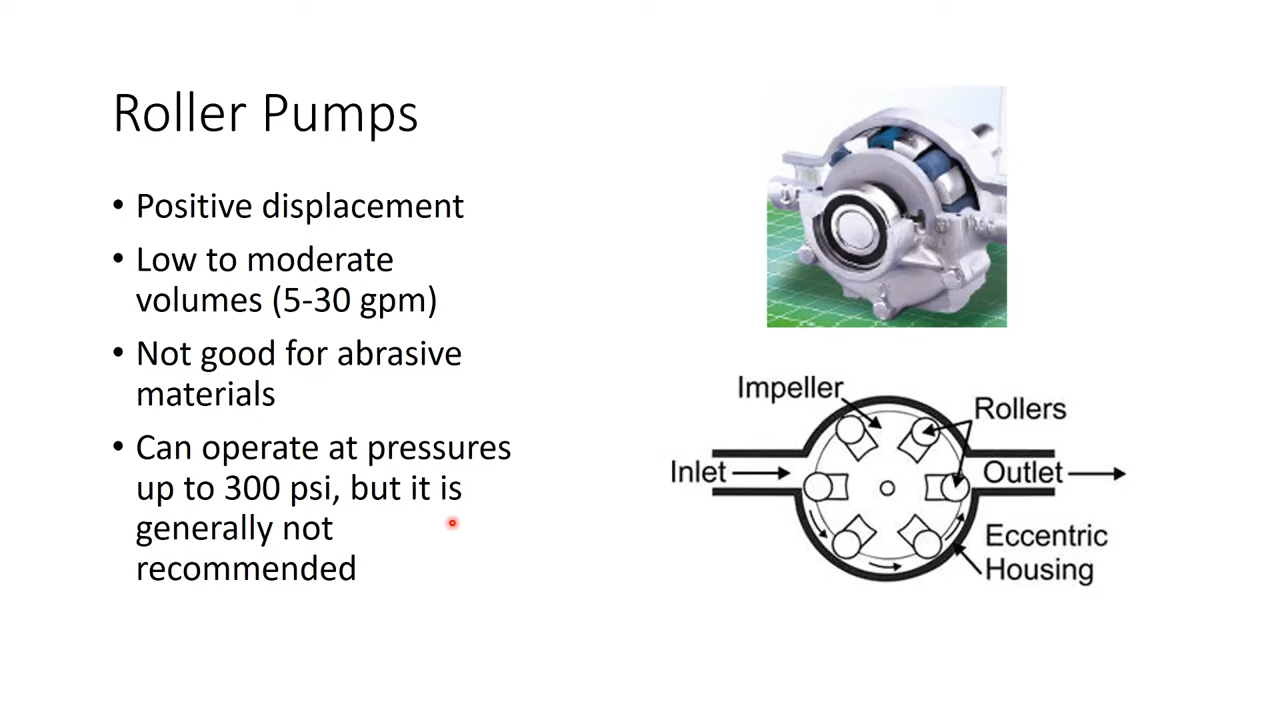 Roller Pumps
• Positive displacement
• Low to moderate
volumes (5-30 gpm)
• Not good for abrasive
materials
• Can operate at pressures
up to 300 psi, but it is
generally not
recommended
Impeller
Rollers
Inlet
Outlet
Eccentric
Housing